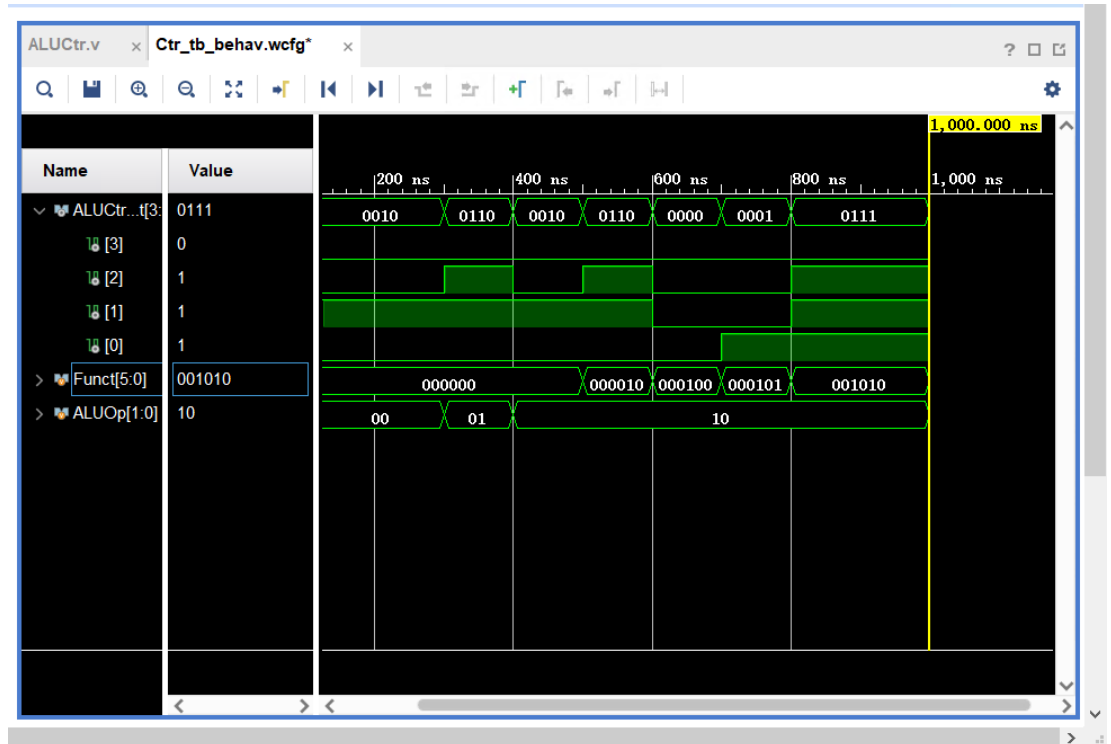 ALUCtr.v × Ctr_tb_behav.wcfg* ×
?
1,000.000 ns
Name Value
200 ns 400 ns 600 ns 800 ns 1,000 ns
ALUCtr...t[3: 0111 0010 0110 0010 0110 0000 0001 0111
[3] 0
[2] 1
[1] 1
[0] 1
Funct[5:0] 001010 000000 000010 000100 000101 001010
ALUOp[1:0] 10 00 01 10